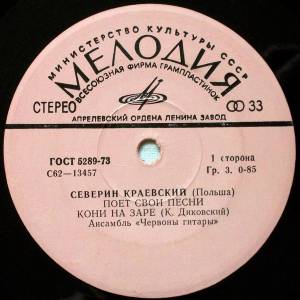 МИНИСТЕРСТВО КУЛЬТУРЫ СССР
МЕЛОДИЯ
ВСЕСОЮЗНАЯ ФИРМА ГРАМПЛАСТИНОК
СТЕРЕО 33
АПРЕЛЕВСКИЙ ОРДЕНА ЛЕНИНА ЗАВОД
ГОСТ 5289-73 1 сторона
С62—13457 Гр. 3. 0-85
СЕВЕРИН КРАЕВСКИЙ (Польша)
ПОЕТ СВОИ ПЕСНИ
КОНИ НА ЗАРЕ (К. Диковский)
Ансамбль «Червоны гитары»